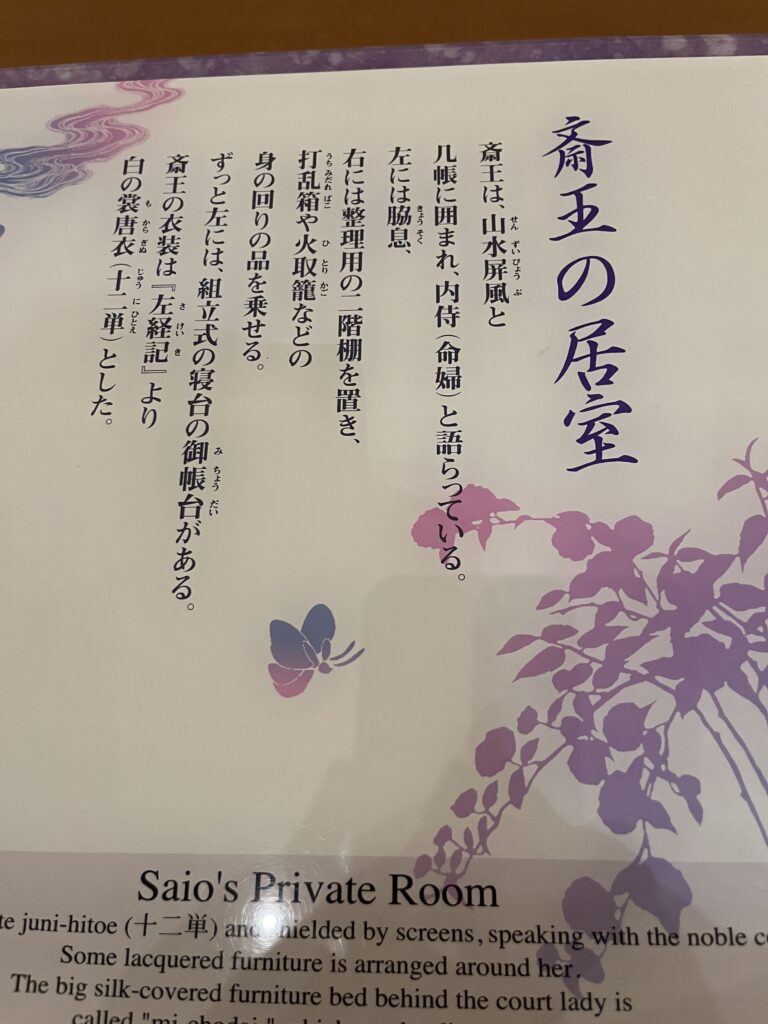 斎王の居室
斎王は、山水屏風と
几帳に囲まれ、内侍（命婦）と語らっている。
左には脇息、
右には整理用の二階棚を置き、
打乱箱や火取籠などの
身の回りの品を乗せる。
ずっと左には、組立式の寝台の御帳台がある。
斎王の衣装は『左経記』より
白の裳唐衣（十二単）とした。
Saio's Private Room
juni-hitoe (十二単) and shielded by screens, speaking with the noble
Some lacquered furniture is arranged around her.
The big silk-covered furniture bed behind the court lady is
called "mi-chodai,"